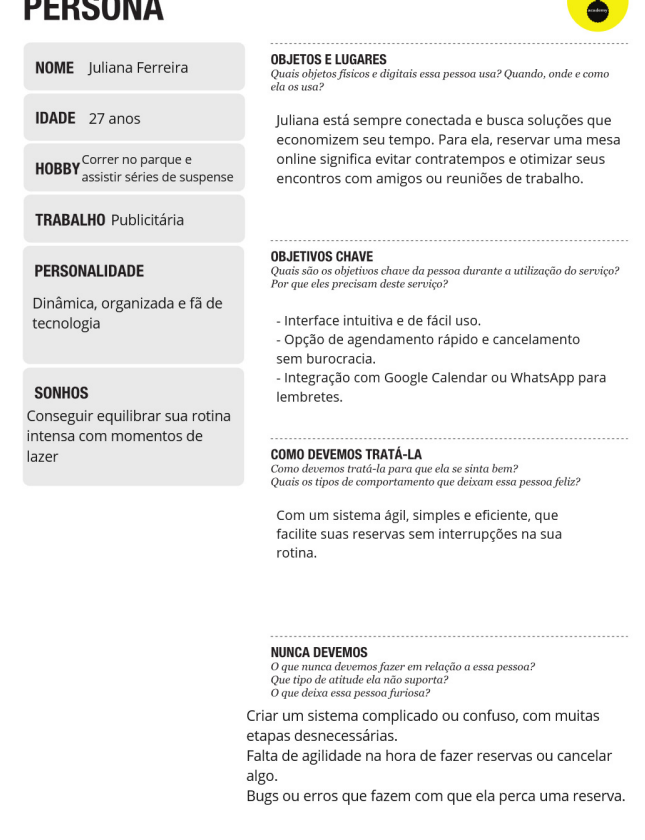 PERSONA
academy
NOME Juliana Ferreira
IDADE 27 anos
HOBBY Correr no parque e
assistir séries de suspense
TRABALHO Publicitária
PERSONALIDADE
Dinâmica, organizada e fã de
tecnologia
SONHOS
Conseguir equilibrar sua rotina
intensa com momentos de
lazer
OBJETOS E LUGARES
Quais objetos físicos e digitais essa pessoa usa? Quando, onde e como
ela os usa?
Juliana está sempre conectada e busca soluções que
economizem seu tempo. Para ela, reservar uma mesa
online significa evitar contratempos e otimizar seus
encontros com amigos ou reuniões de trabalho.
OBJETIVOS CHAVE
Quais são os objetivos chave da pessoa durante a utilização do serviço?
Por que eles precisam deste serviço?
- Interface intuitiva e de fácil uso.
- Opção de agendamento rápido e cancelamento
sem burocracia.
- Integração com Google Calendar ou WhatsApp para
lembretes.
COMO DEVEMOS TRATÁ-LA
Como devemos tratá-la para que ela se sinta bem?
Quais os tipos de comportamento que deixam essa pessoa feliz?
Com um sistema ágil, simples e eficiente, que
facilite suas reservas sem interrupções na sua
rotina.
NUNCA DEVEMOS
O que nunca devemos fazer em relação a essa pessoa?
Que tipo de atitude ela não suporta?
O que deixa essa pessoa furiosa?
Criar um sistema complicado ou confuso, com muitas
etapas desnecessárias.
Falta de agilidade na hora de fazer reservas ou cancelar
algo.
Bugs ou erros que fazem com que ela perca uma reserva.